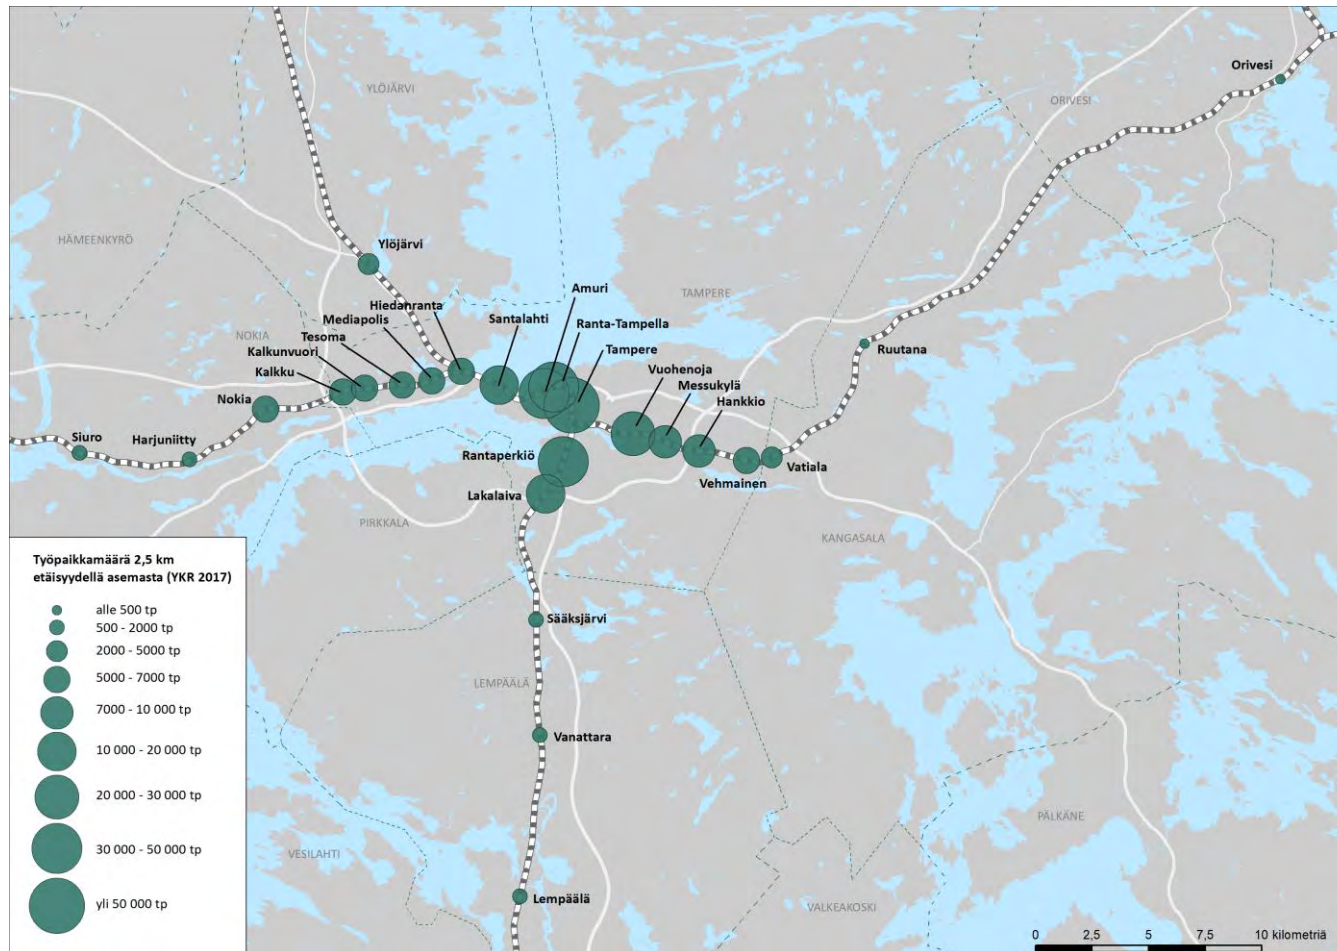 Orivesi
YLÖJÄRVI
ORIVESI
HÄMEENKYRÖ
Ylöjärvi
Amuri
TAMPERE
Hiedanranta
Santalahti
Ranta-Tampella
Mediapolis
NOKIA
Tesoma
Tampere
Ruutana
Kalkunvuori
Vuohenoja
Kalkku
Messukylä
Hankkio
Nokia
Siuro
Harjuniitty
Rantaperkiö
Vatiala
Vehmainen
Lakalaiva
PIRKKALA
KANGASALA
Työpaikkamäärä 2,5 km
etäisyydellä asemasta (YKR 2017)
alle 500 tp
500 - 2000 tp
2000 - 5000 tp
5000 - 7000 tp
7000 - 10 000 tp
10 000 - 20 000 tp
20 000 - 30 000 tp
30 000 - 50 000 tp
yli 50 000 tp
Sääksjärvi
LEMPÄÄLÄ
Vanattara
PÄLKÄNE
VESILAHTI
Lempäälä
VALKEAKOSKI
0 2,5 5 7,5 10 kilometriä